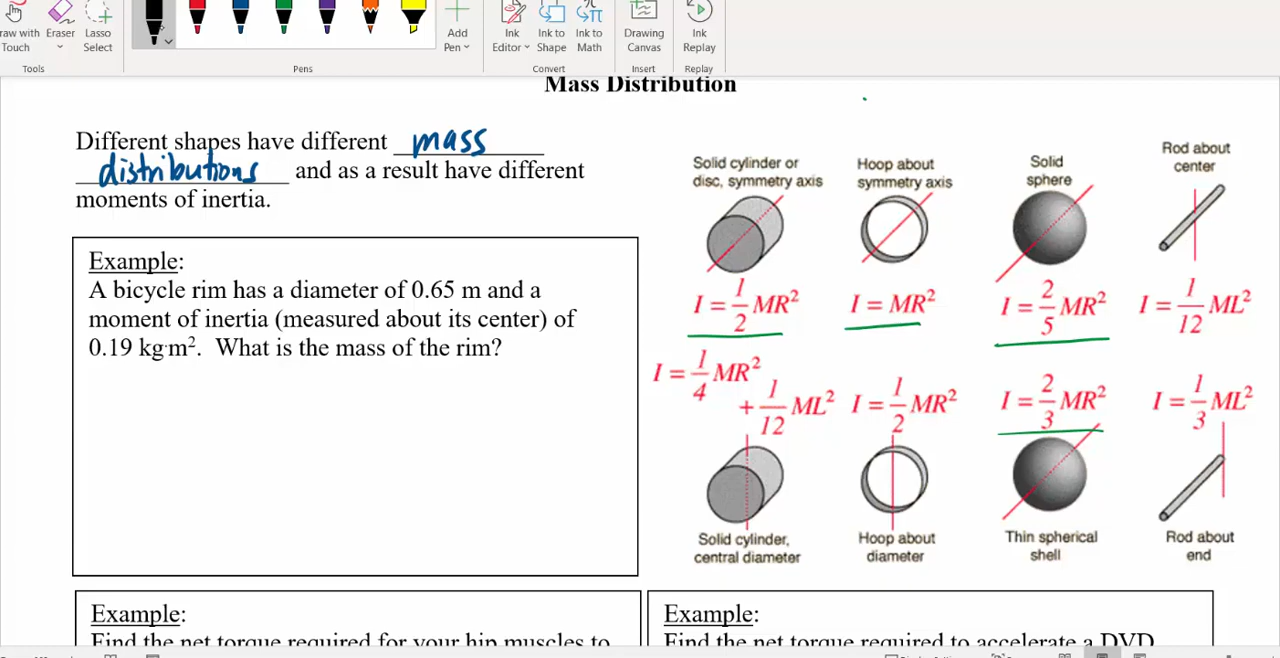 raw with Touch
Eraser
Lasso Select
Add Pen
Ink Editor
Ink to Shape
Ink to Math
Drawing Canvas
Ink Replay
Tools
Pens
Convert
Insert
Replay
Mass Distribution
Different shapes have different mass
distributions and as a result have different
moments of inertia.
Example:
A bicycle rim has a diameter of 0.65 m and a
moment of inertia (measured about its center) of
0.19 kg·m². What is the mass of the rim?
Solid cylinder or
disc, symmetry axis
I = 1/2 MR²
Hoop about
symmetry axis
I = MR²
Solid
sphere
I = 2/5 MR²
Rod about
center
I = 1/12 ML²
I = 1/4 MR²
+ 1/12 ML²
Solid cylinder,
central diameter
I = 1/2 MR²
Hoop about
diameter
I = 2/3 MR²
Thin spherical
shell
I = 1/3 ML²
Rod about
end
Example:
Find the net torque required for your hip muscles to
Example:
Find the net torque required to accelerate a DVD